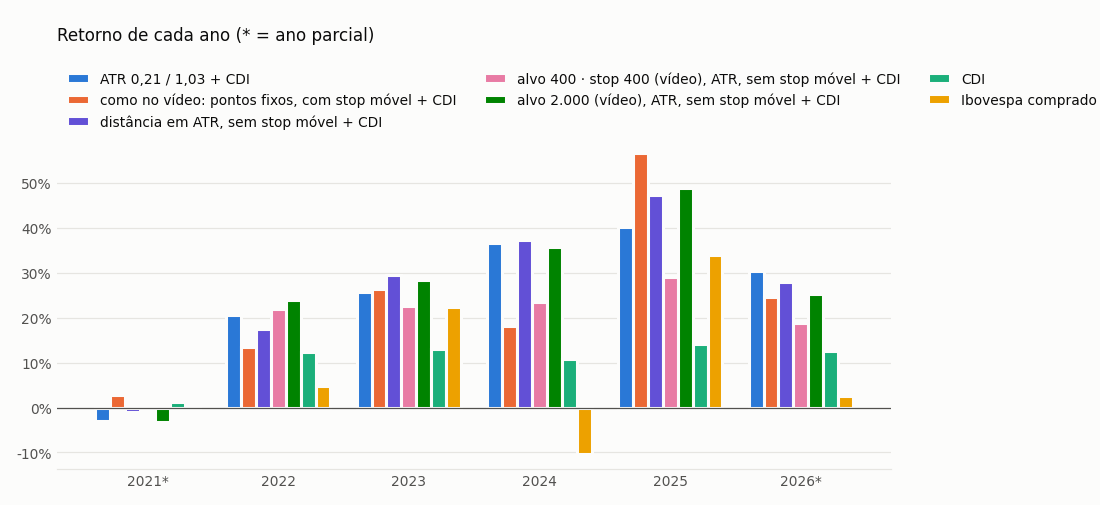 Retorno de cada ano (* = ano parcial)
ATR 0,21 / 1,03 + CDI
como no vídeo: pontos fixos, com stop móvel + CDI
distância em ATR, sem stop móvel + CDI
alvo 400 · stop 400 (vídeo), ATR, sem stop móvel + CDI
alvo 2.000 (vídeo), ATR, sem stop móvel + CDI
CDI
Ibovespa comprado
50%
40%
30%
20%
10%
0%
-10%
2021*
2022
2023
2024
2025
2026*